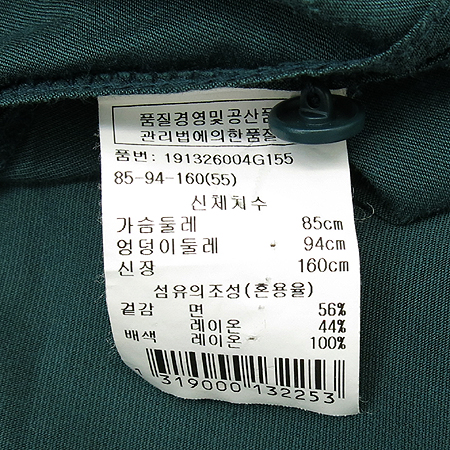 품질경영및공산품
관리법에의한품질
품번: 191326004G155
85-94-160(55)
신체치수
가슴둘레 85cm
엉덩이둘레 94cm
신장 160cm
섬유의조성(혼용율)
겉감 면 56%
레이온 44%
배색 레이온 100%
319000 132253